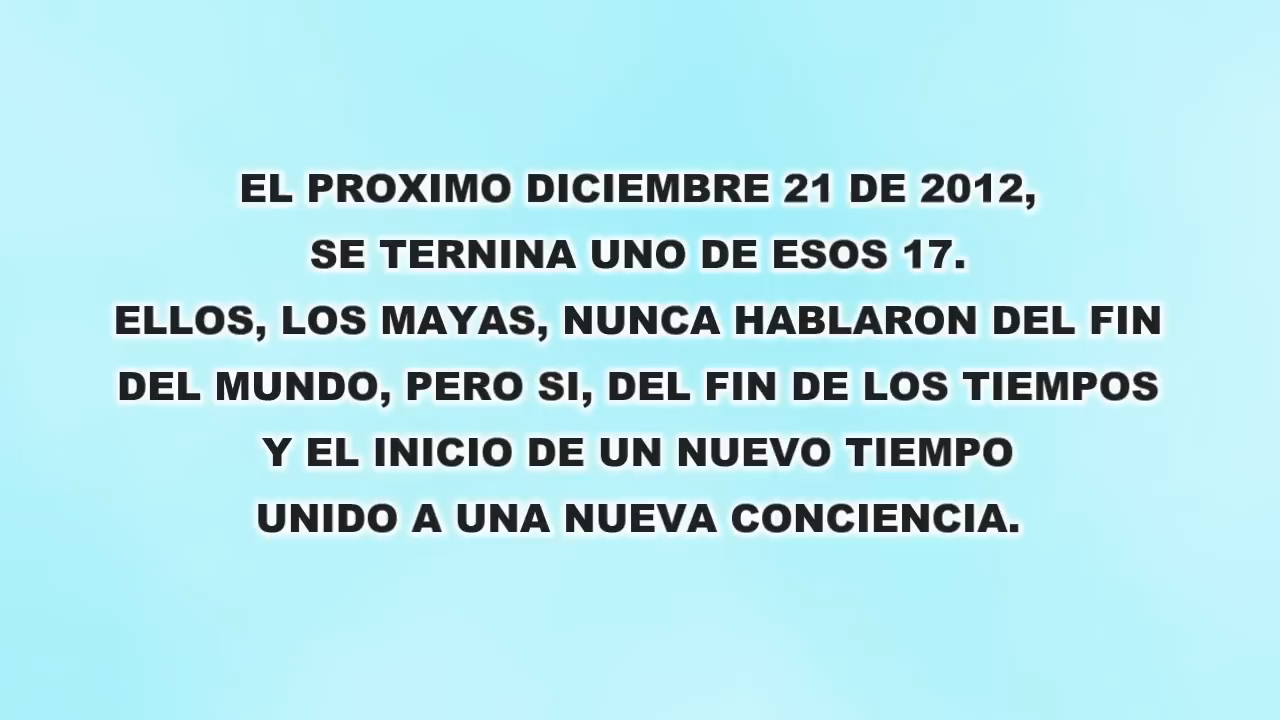 EL PROXIMO DICIEMBRE 21 DE 2012,
SE TERNINA UNO DE ESOS 17.
ELLOS, LOS MAYAS, NUNCA HABLARON DEL FIN
DEL MUNDO, PERO SI, DEL FIN DE LOS TIEMPOS
Y EL INICIO DE UN NUEVO TIEMPO
UNIDO A UNA NUEVA CONCIENCIA.